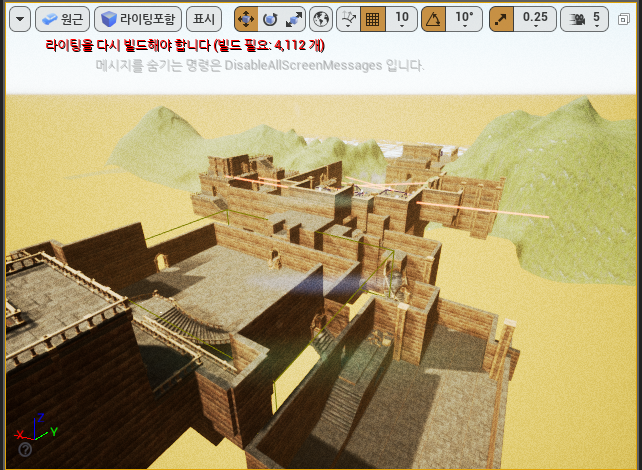 원근 라이팅포함 표시 10 10° 0.25 5
라이팅을 다시 빌드해야 합니다 (빌드 필요: 4,112 개)
메시지를 숨기는 명령은 DisableAllScreenMessages 입니다.
Z
X Y
?